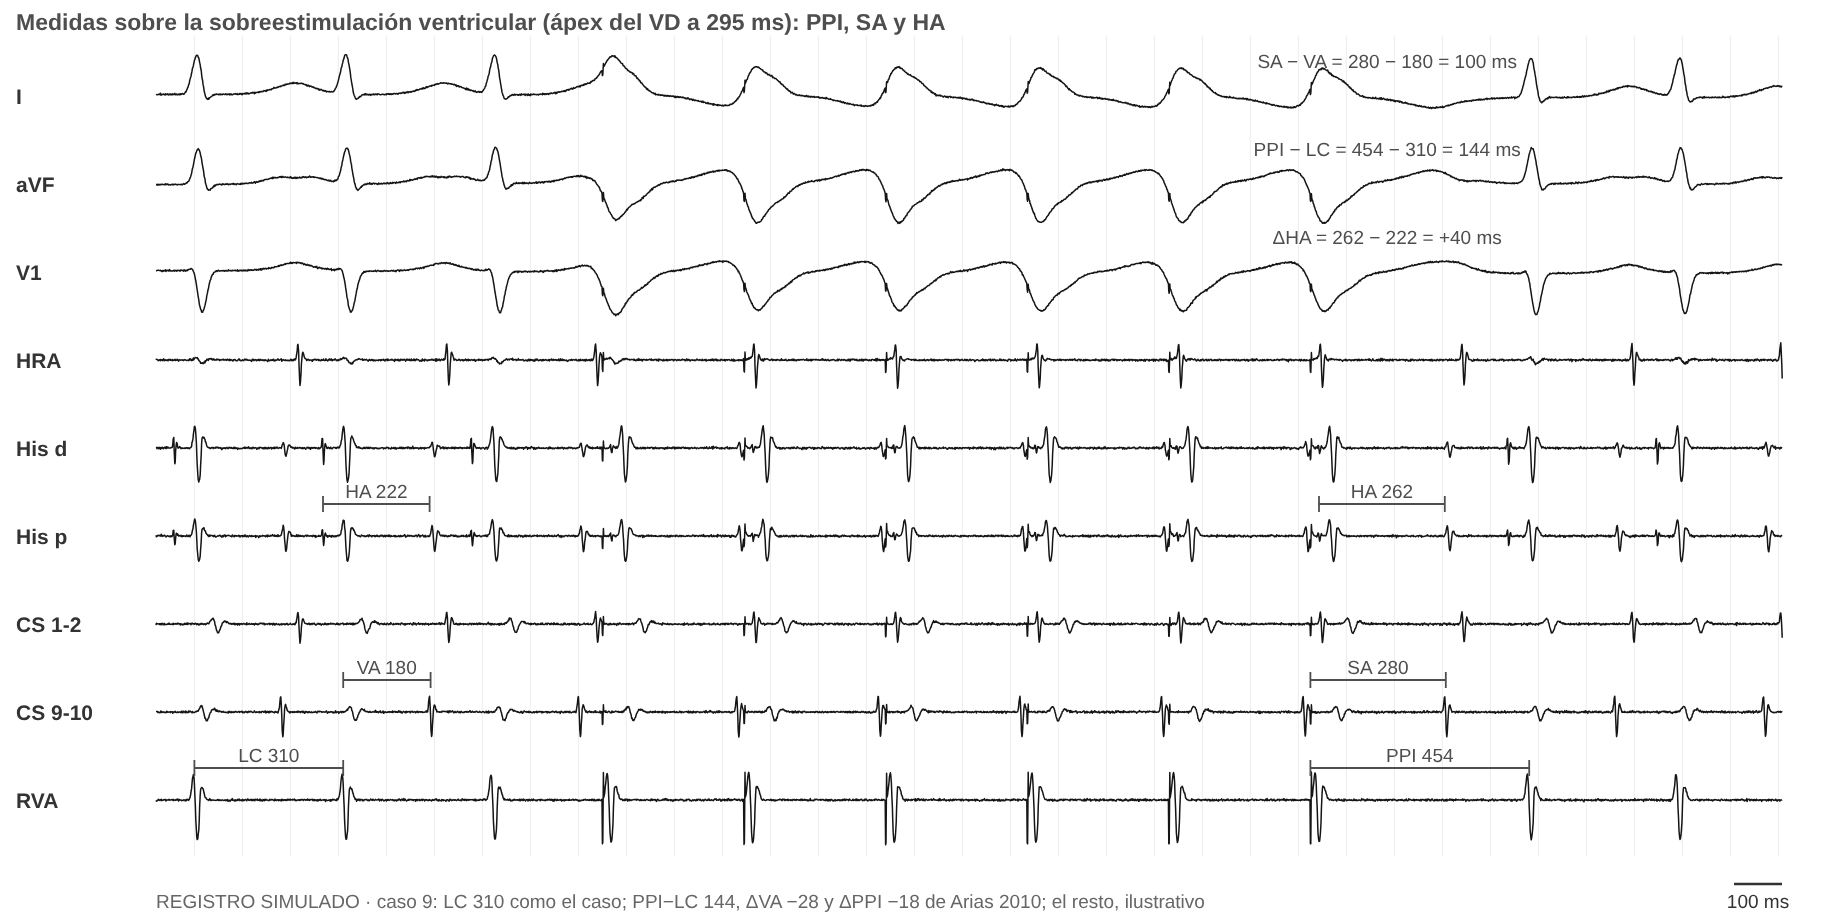 Medidas sobre la sobreestimulación ventricular (ápex del VD a 295 ms): PPI, SA y HA
SA − VA = 280 − 180 = 100 ms
I
PPI − LC = 454 − 310 = 144 ms
aVF
ΔHA = 262 − 222 = +40 ms
V1
HRA
His d
HA 222
HA 262
His p
CS 1-2
VA 180
SA 280
CS 9-10
LC 310
PPI 454
RVA
REGISTRO SIMULADO · caso 9: LC 310 como el caso; PPI−LC 144, ΔVA −28 y ΔPPI −18 de Arias 2010; el resto, ilustrativo
100 ms